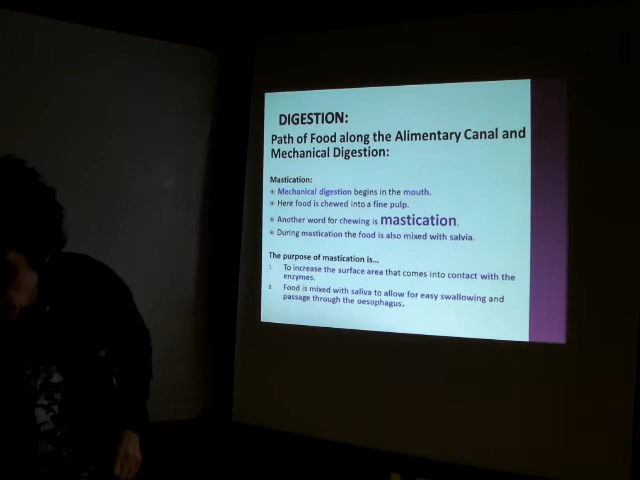 DIGESTION:
Path of Food along the Alimentary Canal and
Mechanical Digestion:
Mastication:
Mechanical digestion begins in the mouth.
Here food is chewed into a fine pulp.
Another word for chewing is mastication.
During mastication the food is also mixed with salvia.
The purpose of mastication is...
1. To increase the surface area that comes into contact with the
enzymes.
2. Food is mixed with saliva to allow for easy swallowing and
passage through the oesophagus.